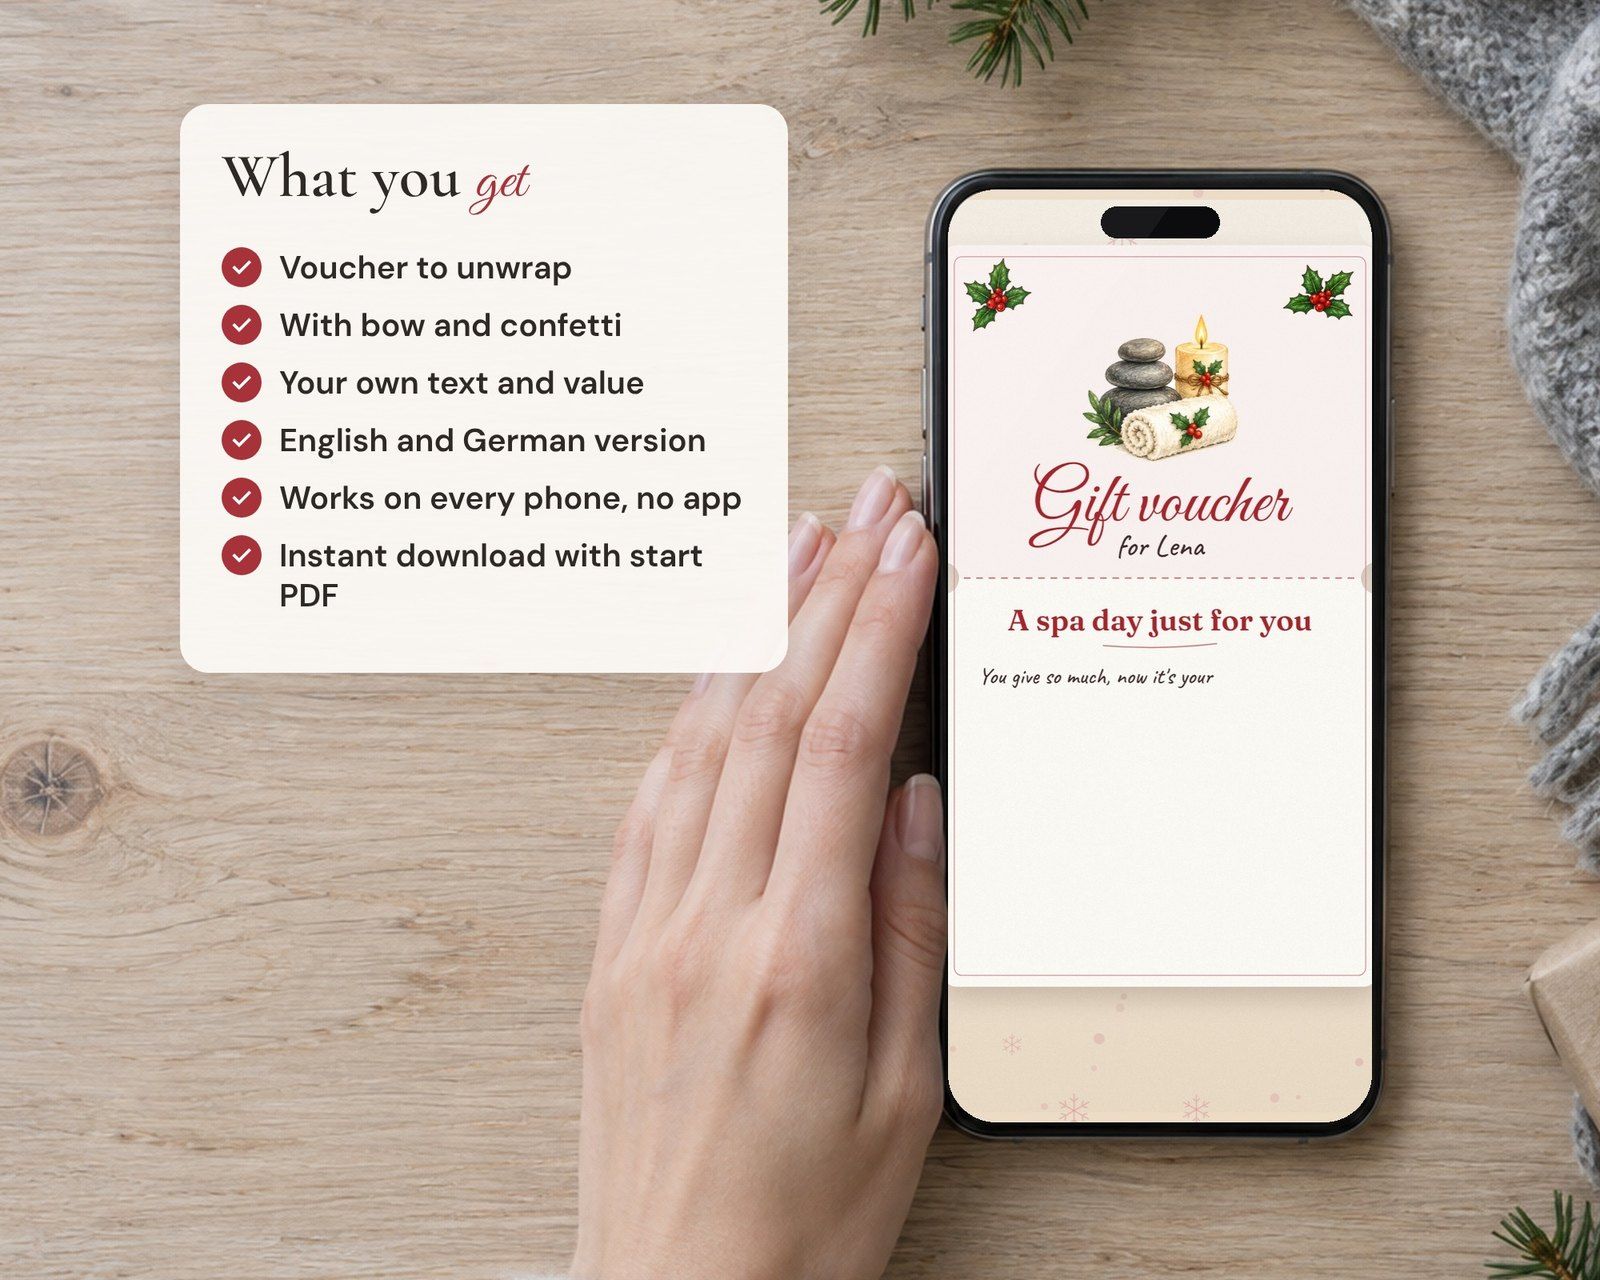 What you get
Voucher to unwrap
With bow and confetti
Your own text and value
English and German version
Works on every phone, no app
Instant download with start
PDF
Gift voucher
for Lena
A spa day just for you
You give so much, now it's your